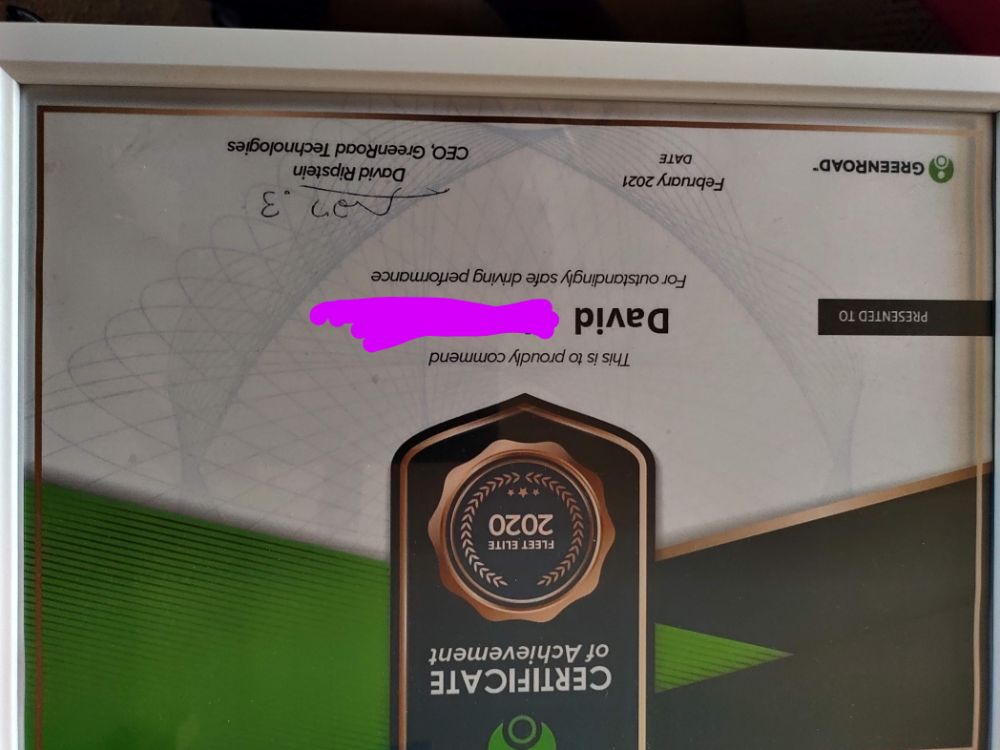 CERTIFICATE
of Achievement
FLEET ELITE
2020
This is to proudly commend
PRESENTED TO
David
For outstandingly safe driving performance
GREENROAD™
February 2021
DATE
David Ripstein
CEO, GreenRoad Technologies